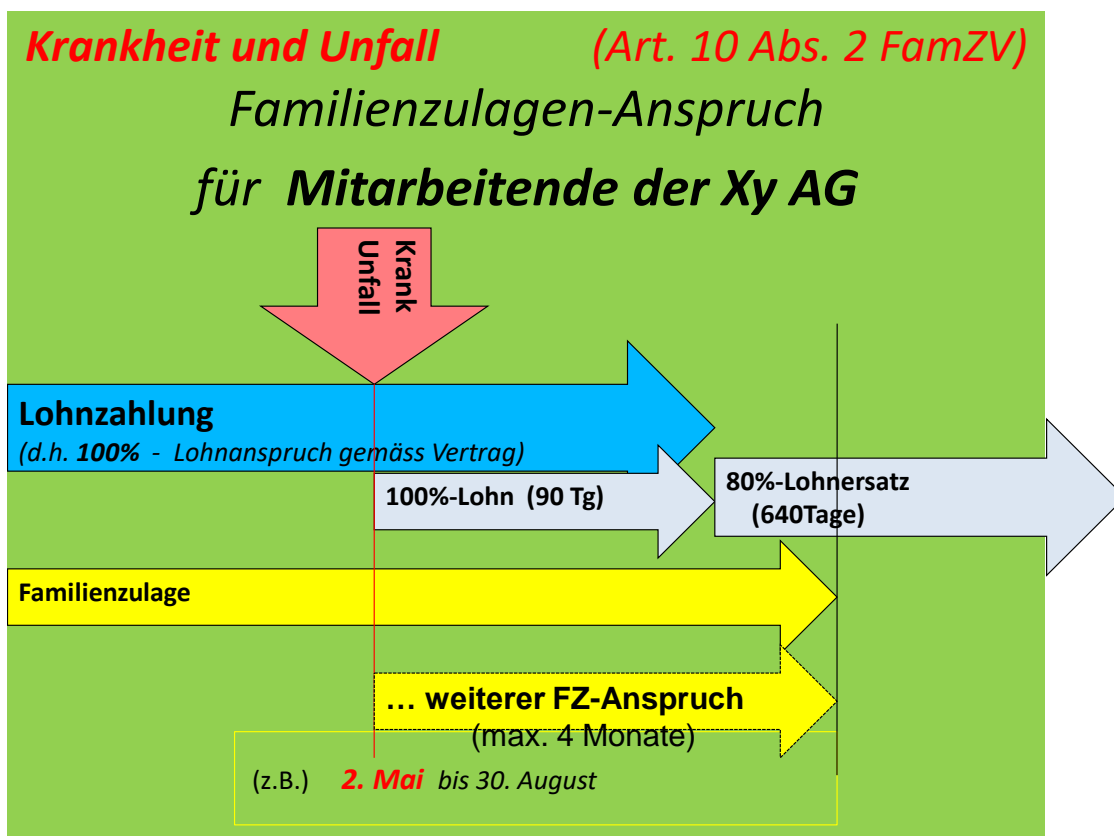 Krankheit und Unfall (Art. 10 Abs. 2 FamZV)
Familienzulagen-Anspruch
für Mitarbeitende der Xy AG
Krank
Unfall
Lohnzahlung
(d.h. 100% - Lohnanspruch gemäss Vertrag)
100%-Lohn (90 Tg)
80%-Lohnersatz
(640Tage)
Familienzulage
... weiterer FZ-Anspruch
(max. 4 Monate)
(z.B.) 2. Mai bis 30. August